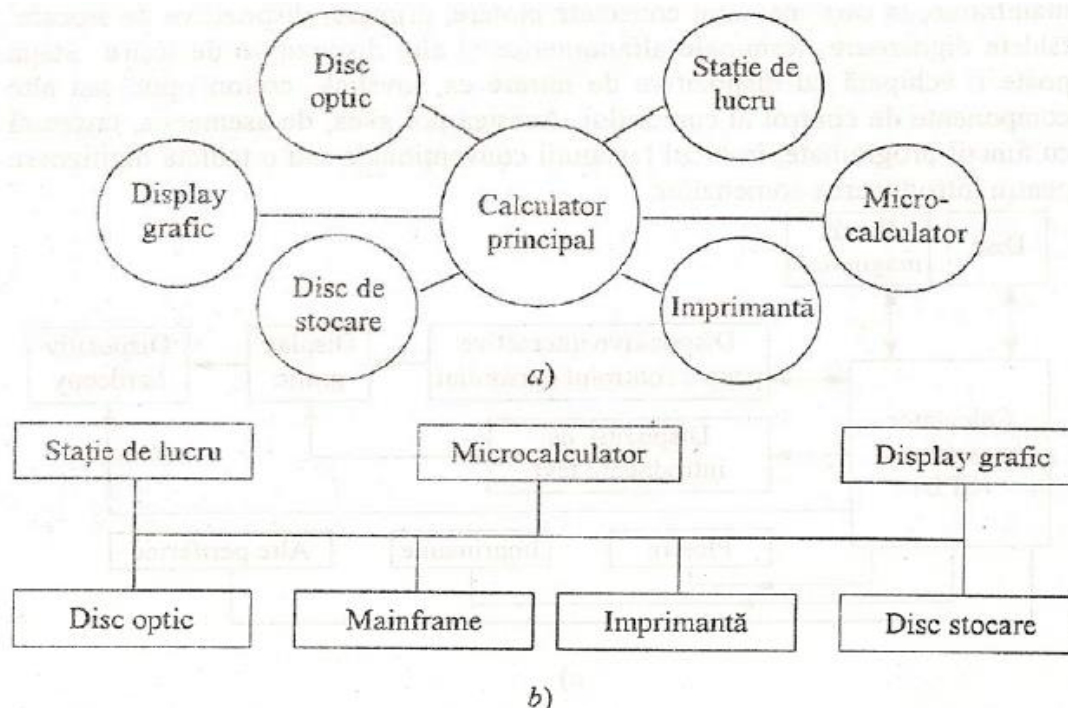 Disc
optic
Stație de
lucru
Display
grafic
Calculator
principal
Micro-
calculator
Disc de
stocare
Imprimantă
a)
Stație de lucru
Microcalculator
Display grafic
Disc optic
Mainframe
Imprimantă
Disc stocare
b)